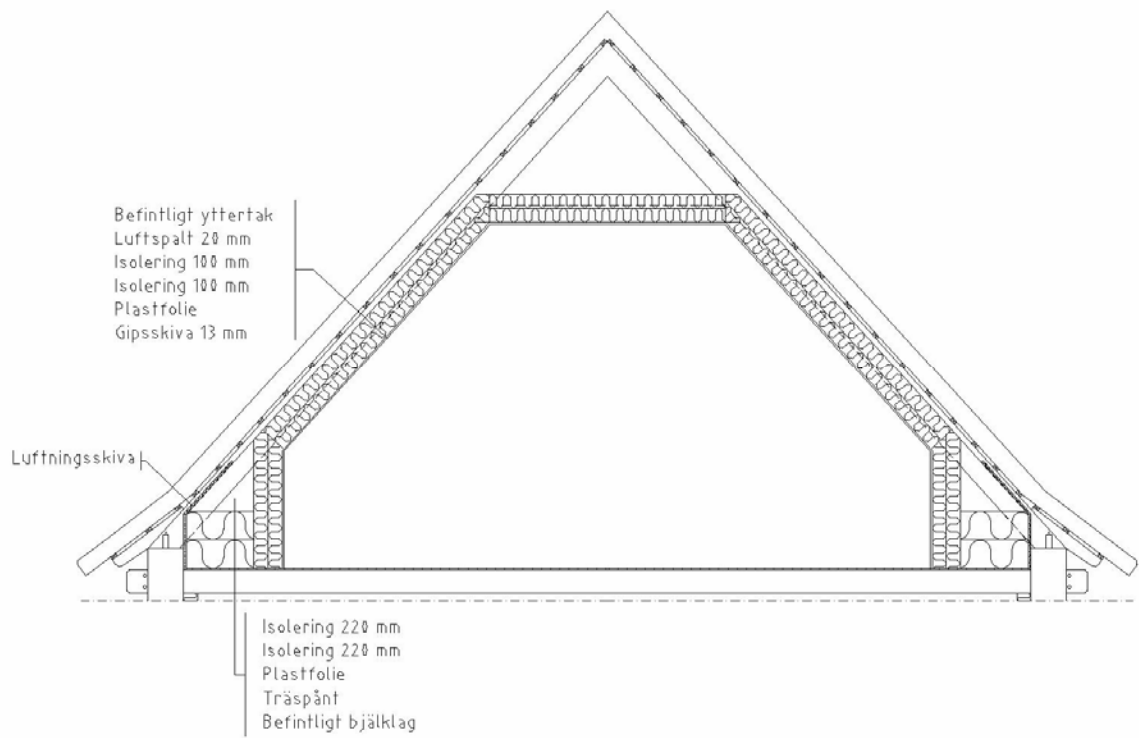 Befintligt yttertak
Luftspalt 20 mm
Isolering 100 mm
Isolering 100 mm
Plastfolie
Gipsskiva 13 mm
Luftningsskiva
Isolering 220 mm
Isolering 220 mm
Plastfolie
Träspånt
Befintligt bjälklag